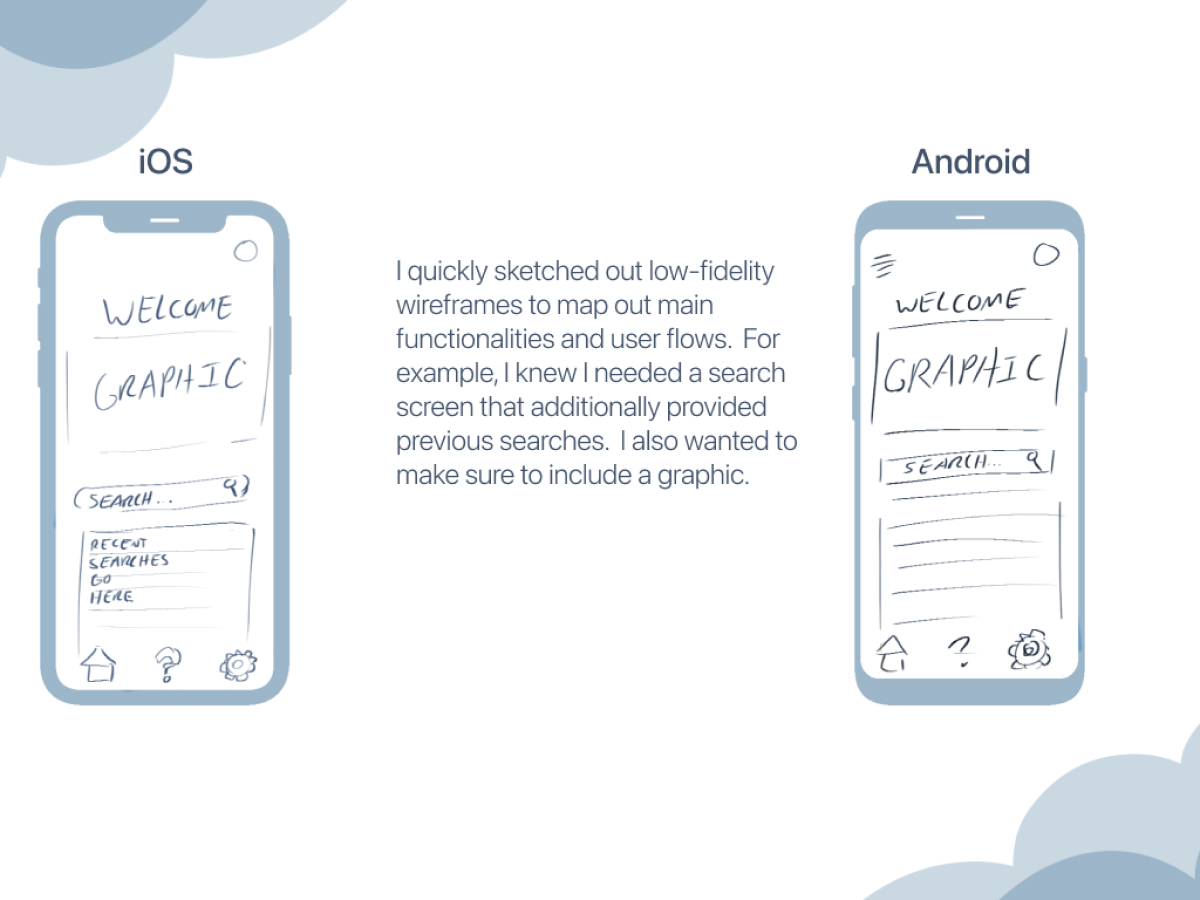 iOS
WELCOME
GRAPHIC
SEARCH...
RECENT
SEARCHES
GO
HERE
?
I quickly sketched out low-fidelity
wireframes to map out main
functionalities and user flows.  For
example, I knew I needed a search
screen that additionally provided
previous searches.  I also wanted to
make sure to include a graphic.
Android
WELCOME
GRAPHIC
SEARCH...
?